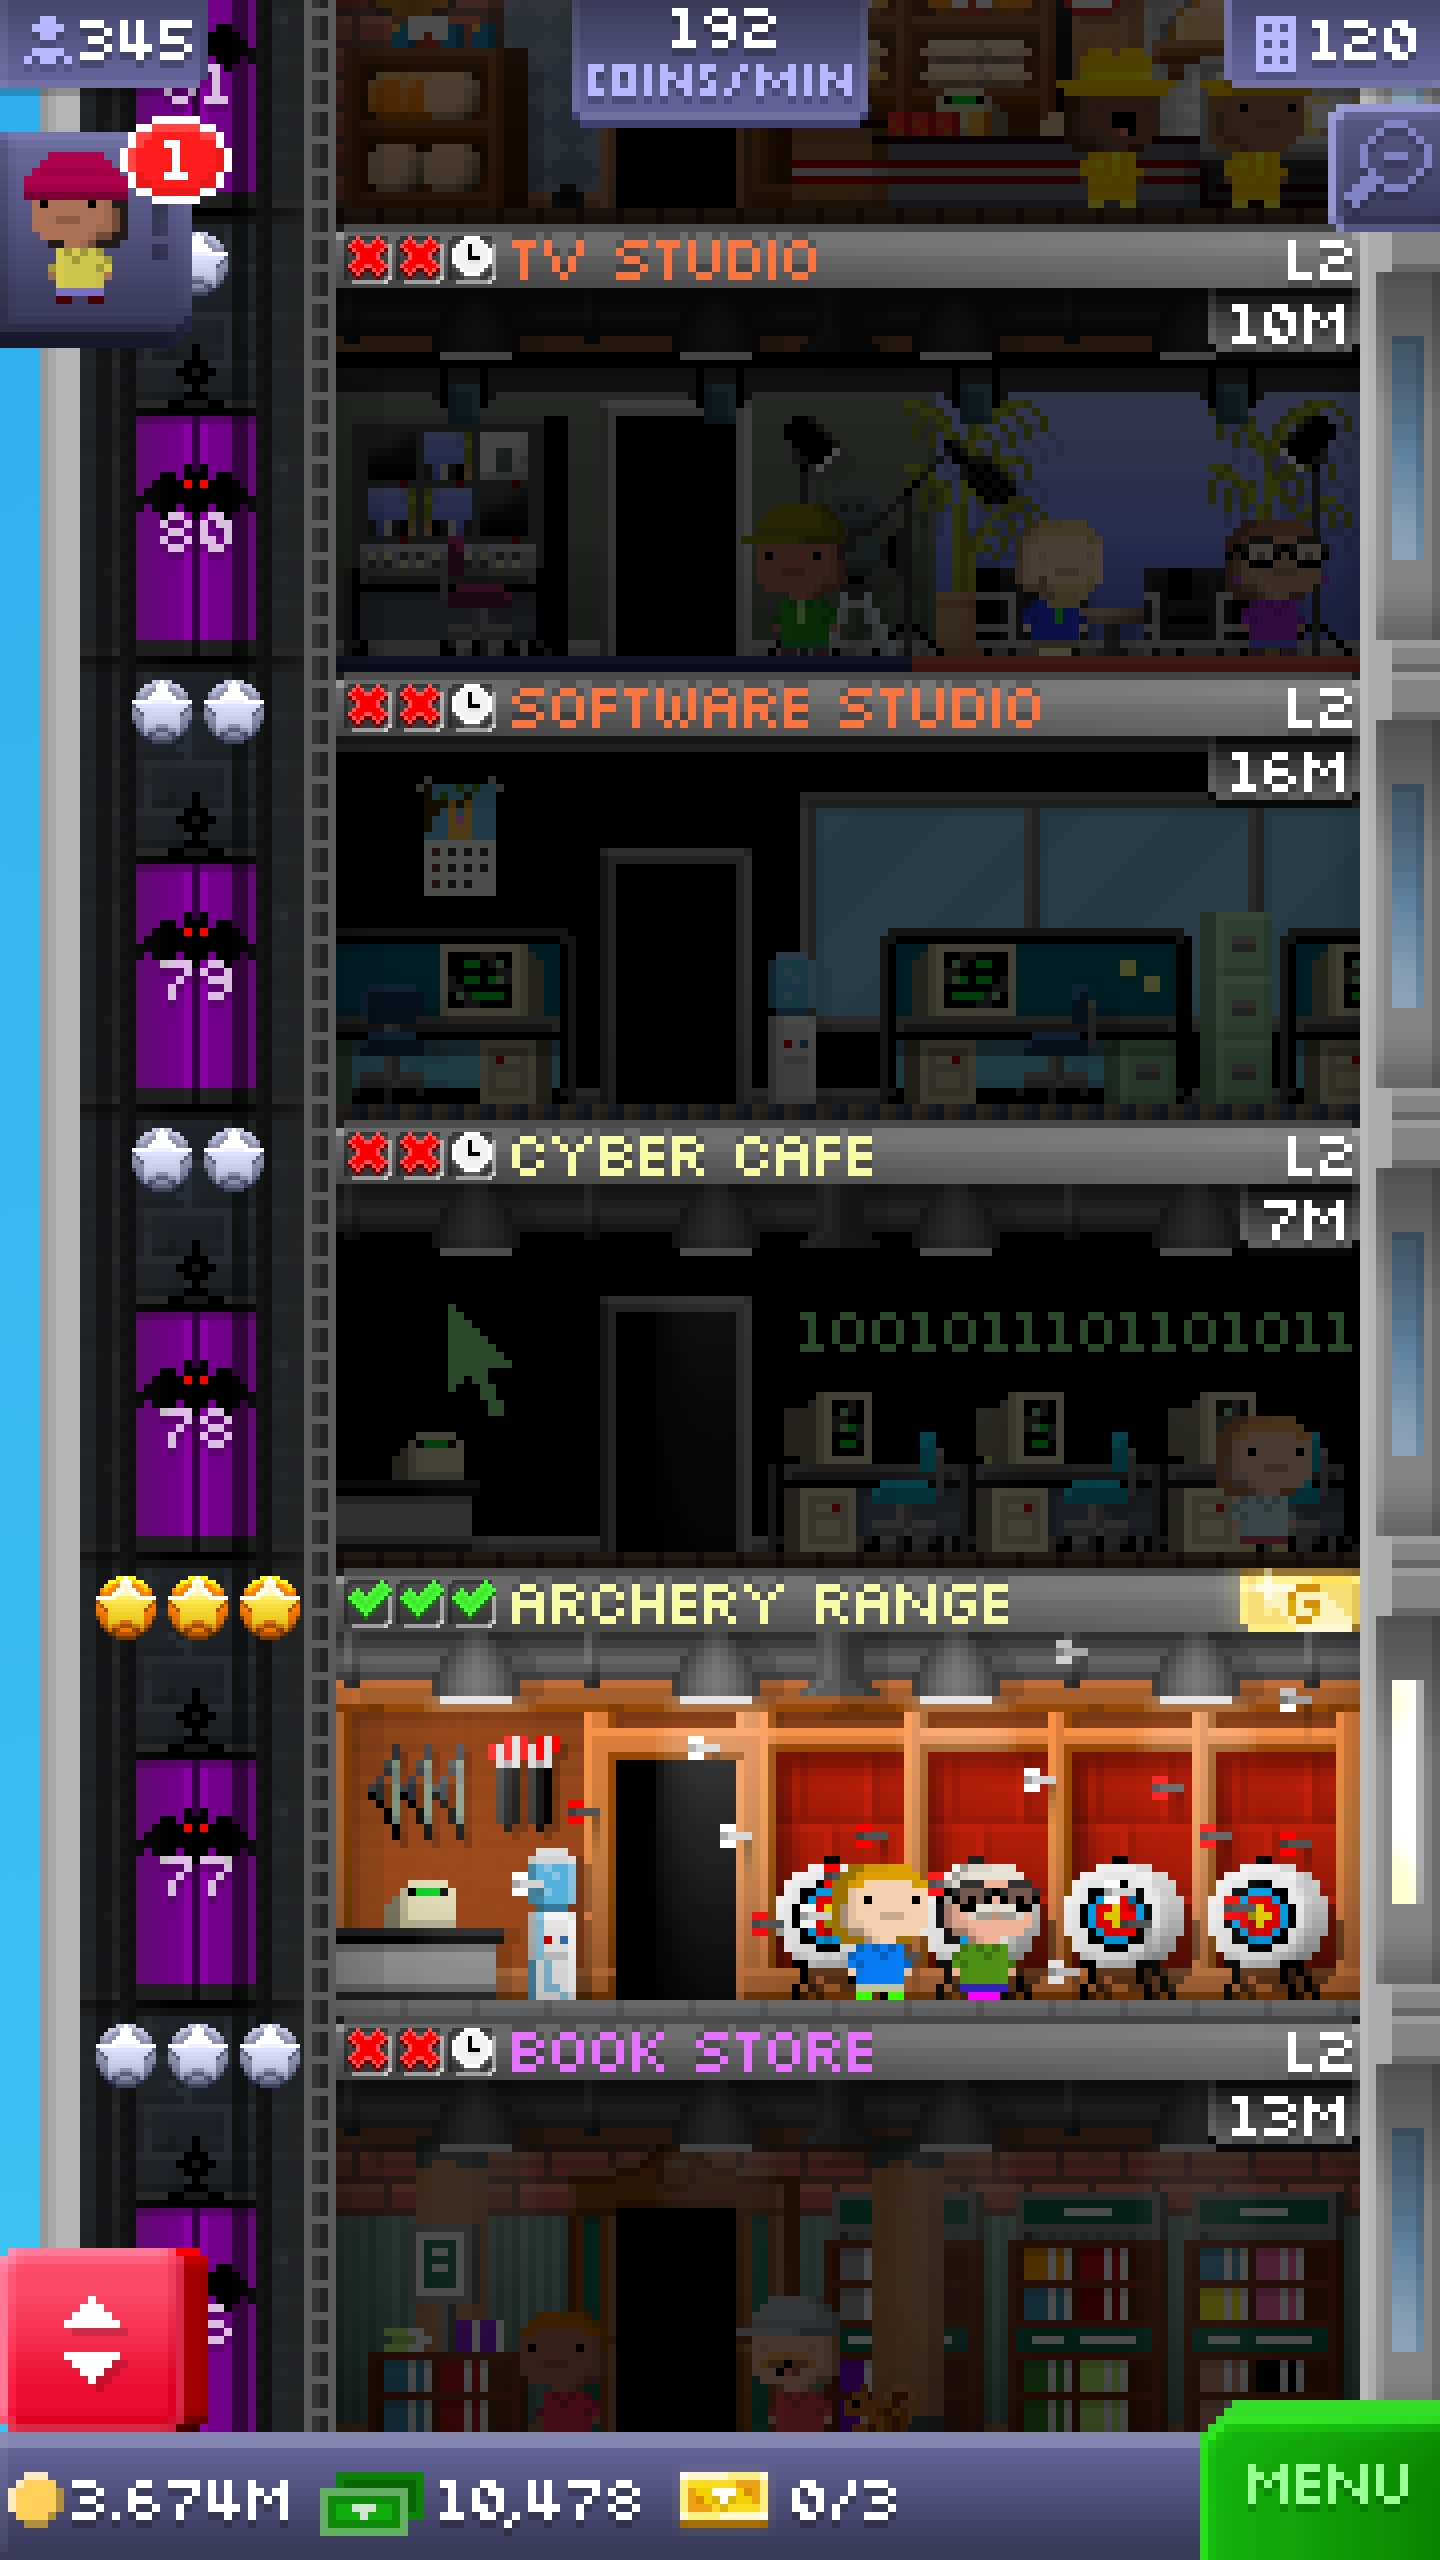 345
192
COINS/MIN
120
1
TV STUDIO L2
10M
80
SOFTWARE STUDIO L2
16M
79
CYBER CAFE L2
7M
1001011101101011
78
ARCHERY RANGE G
77
BOOK STORE L2
13M
3.674M 10,478 0/3 MENU